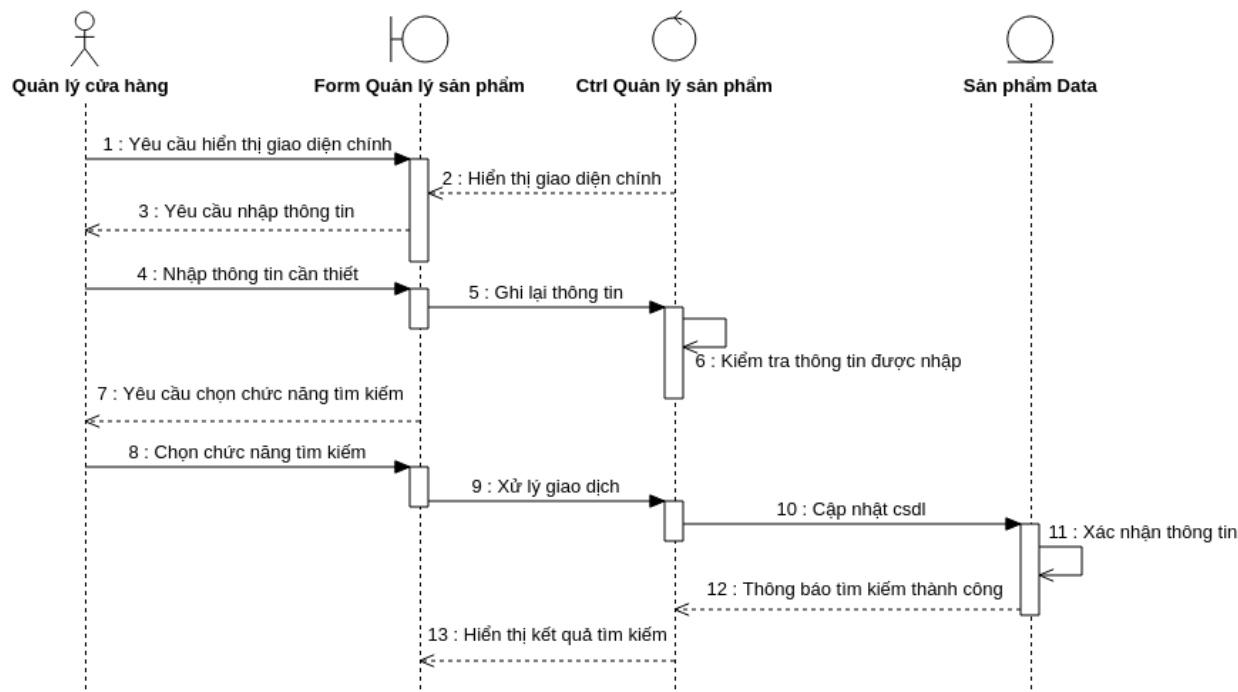 Quản lý cửa hàng
Form Quản lý sản phẩm
Ctrl Quản lý sản phẩm
Sản phẩm Data
1 : Yêu cầu hiển thị giao diện chính
2 : Hiển thị giao diện chính
3 : Yêu cầu nhập thông tin
4 : Nhập thông tin cần thiết
5 : Ghi lại thông tin
6 : Kiểm tra thông tin được nhập
7 : Yêu cầu chọn chức năng tìm kiếm
8 : Chọn chức năng tìm kiếm
9 : Xử lý giao dịch
10 : Cập nhật csdl
11 : Xác nhận thông tin
12 : Thông báo tìm kiếm thành công
13 : Hiển thị kết quả tìm kiếm